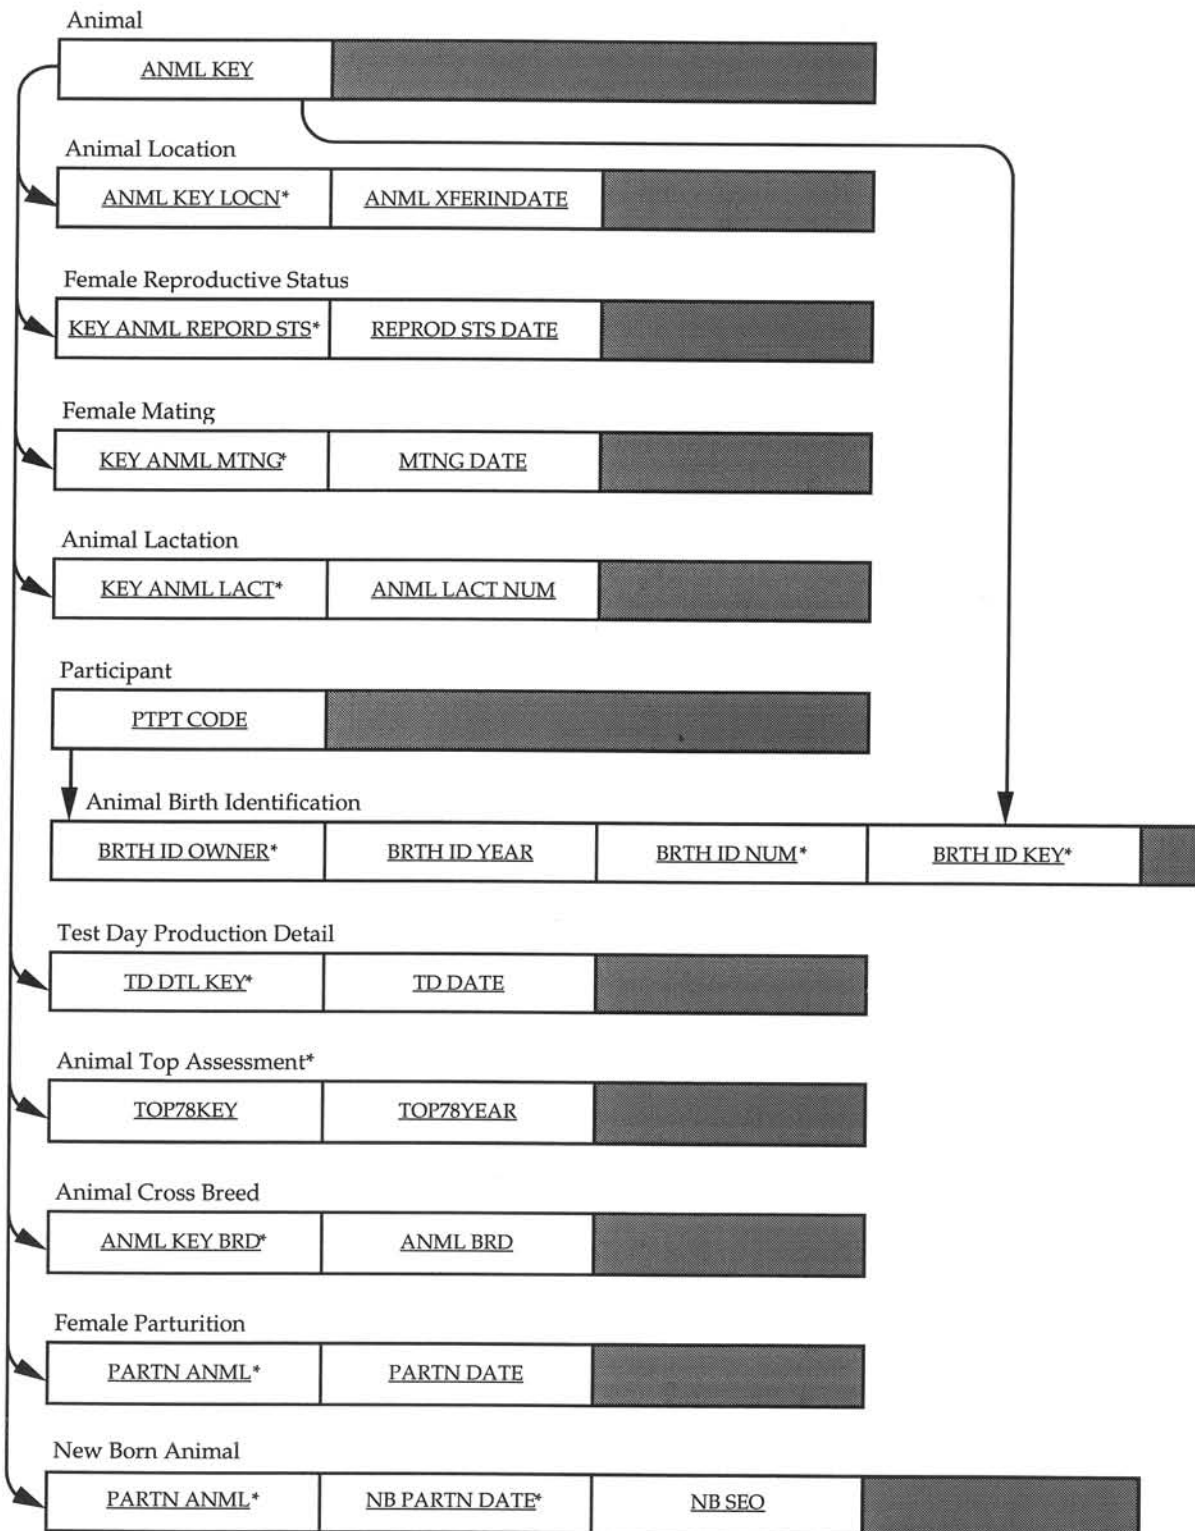 Animal
ANML KEY
Animal Location
ANML KEY LOCN* ANML XFERINDATE
Female Reproductive Status
KEY ANML REPORD STS* REPROD STS DATE
Female Mating
KEY ANML MTNG* MTNG DATE
Animal Lactation
KEY ANML LACT* ANML LACT NUM
Participant
PTPT CODE
Animal Birth Identification
BRTH ID OWNER* BRTH ID YEAR BRTH ID NUM* BRTH ID KEY*
Test Day Production Detail
TD DTL KEY* TD DATE
Animal Top Assessment*
TOP78KEY TOP78YEAR
Animal Cross Breed
ANML KEY BRD* ANML BRD
Female Parturition
PARTN ANML* PARTN DATE
New Born Animal
PARTN ANML* NB PARTN DATE* NB SEO